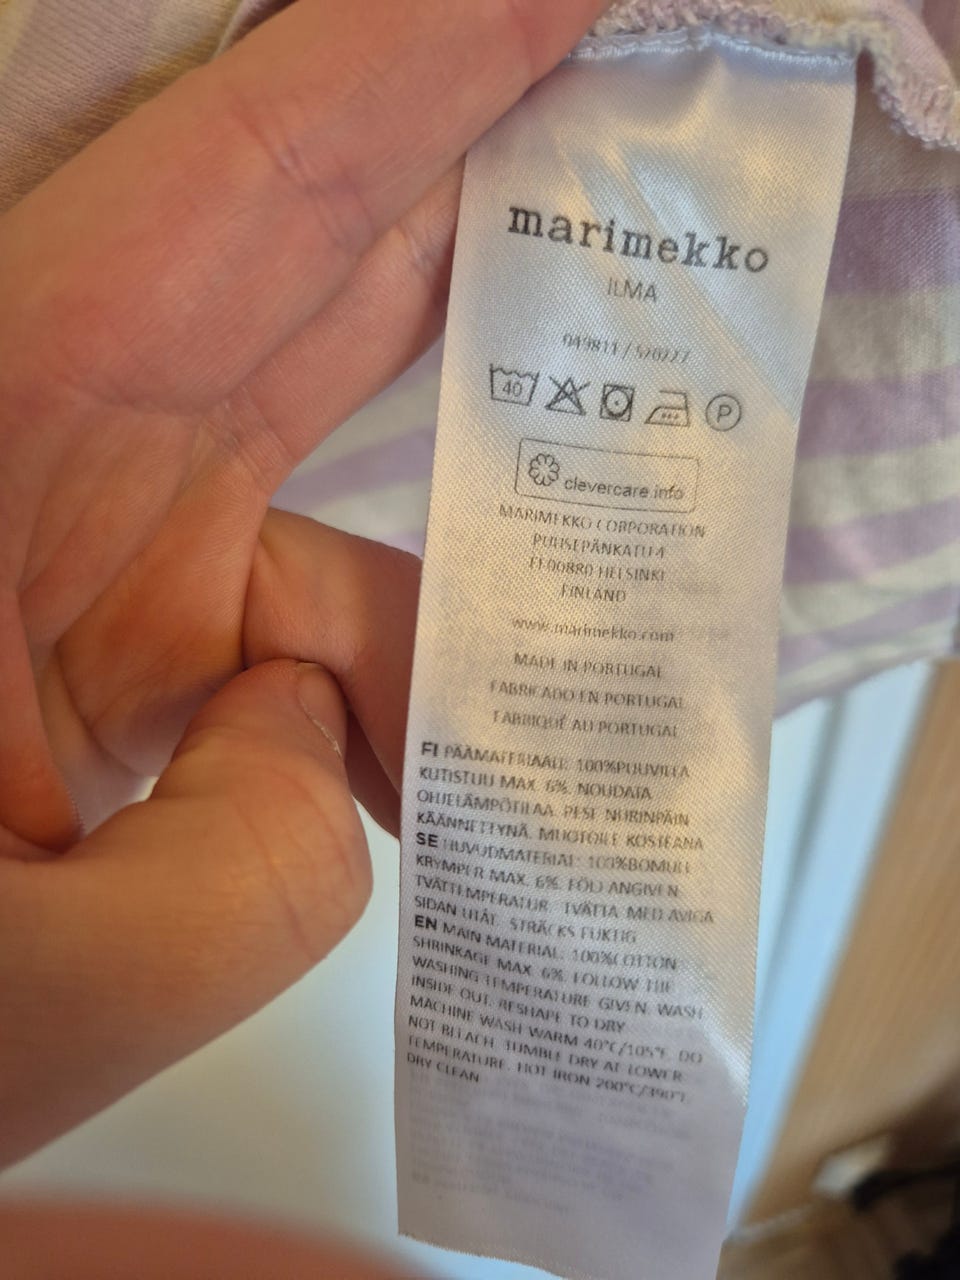 marimekko
ILMA
049811 / 520227
40
P
clevercare.info
MARIMEKKO CORPORATION
PUUSEPÄNKATU 4
FI-00880 HELSINKI
FINLAND
www.marimekko.com
MADE IN PORTUGAL
FABRICADO EN PORTUGAL
FABRIQUÉ AU PORTUGAL
FI PÄÄMATERIAALI: 100%PUUVILLA
KUTISTUU MAX. 6%. NOUDATA
OHJELÄMPÖTILAA. PESE NURINPÄIN
KÄÄNNETTYNÄ. MUOTOILE KOSTEANA
SE HUVUDMATERIAL: 100%BOMULL
KRYMPER MAX. 6%. FÖLJ ANGIVEN
TVÄTTEMPERATUR. TVÄTTA MED AVIGA
SIDAN UTÅT. STRÄCKS FUKTIG
EN MAIN MATERIAL: 100%COTTON
SHRINKAGE MAX. 6%. FOLLOW THE
WASHING TEMPERATURE GIVEN. WASH
INSIDE OUT. RESHAPE TO DRY
MACHINE WASH WARM 40°C/105°F. DO
NOT BLEACH. TUMBLE DRY AT LOWER
TEMPERATURE. HOT IRON 200°C/390°F.
DRY CLEAN